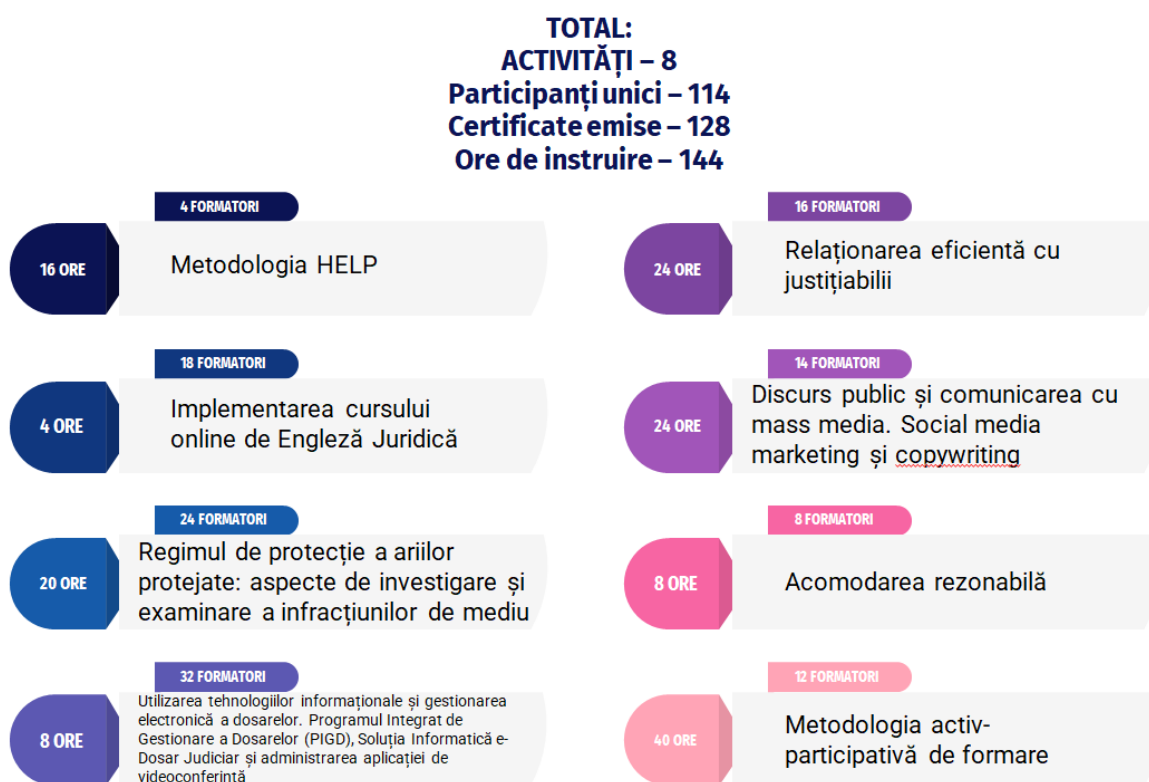 TOTAL:
ACTIVITĂȚI – 8
Participanți unici – 114
Certificate emise – 128
Ore de instruire – 144
4 FORMATORI
16 ORE
Metodologia HELP
18 FORMATORI
4 ORE
Implementarea cursului
online de Engleză Juridică
24 FORMATORI
20 ORE
Regimul de protecție a ariilor
protejate: aspecte de investigare și
examinare a infracțiunilor de mediu
32 FORMATORI
8 ORE
Utilizarea tehnologiilor informaționale și gestionarea
electronică a dosarelor. Programul Integrat de
Gestionare a Dosarelor (PIGD), Soluția Informatică e-
Dosar Judiciar și administrarea aplicației de
videoconferință
16 FORMATORI
24 ORE
Relaționarea eficientă cu
justițiabilii
14 FORMATORI
24 ORE
Discurs public și comunicarea cu
mass media. Social media
marketing și copywriting
8 FORMATORI
8 ORE
Acomodarea rezonabilă
12 FORMATORI
40 ORE
Metodologia activ-
participativă de formare